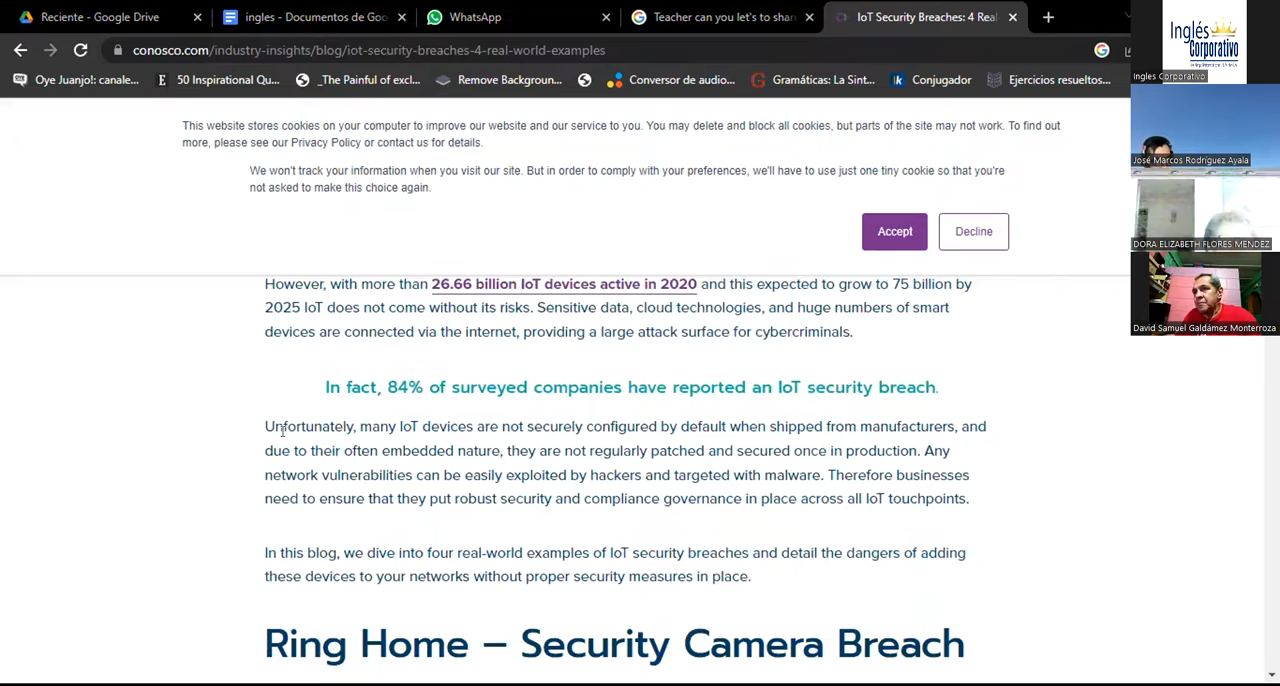 Reciente - Google Drive
ingles - Documentos de Goo
WhatsApp
Teacher can you let's to shar
IoT Security Breaches: 4 Real
conosco.com/industry-insights/blog/iot-security-breaches-4-real-world-examples
Oye Juanjo!: canale...
50 Inspirational Qu...
_The Painful of excl...
Remove Backgroun...
Conversor de audio...
Gramáticas: La Sint...
Conjugador
Ejercicios resueltos...
Inglés
Corporativo
Ingles Corporativo
José Marcos Rodríguez Ayala
DORA ELIZABETH FLORES MENDEZ
David Samuel Galdámez Monterroza
This website stores cookies on your computer to improve our website and our service to you. You may delete and block all cookies, but parts of the site may not work. To find out
more, please see our Privacy Policy or contact us for details.
We won't track your information when you visit our site. But in order to comply with your preferences, we'll have to use just one tiny cookie so that you're
not asked to make this choice again.
Accept
Decline
However, with more than 26.66 billion IoT devices active in 2020 and this expected to grow to 75 billion by
2025 IoT does not come without its risks. Sensitive data, cloud technologies, and huge numbers of smart
devices are connected via the internet, providing a large attack surface for cybercriminals.
In fact, 84% of surveyed companies have reported an IoT security breach.
Unfortunately, many IoT devices are not securely configured by default when shipped from manufacturers, and
due to their often embedded nature, they are not regularly patched and secured once in production. Any
network vulnerabilities can be easily exploited by hackers and targeted with malware. Therefore businesses
need to ensure that they put robust security and compliance governance in place across all IoT touchpoints.
In this blog, we dive into four real-world examples of IoT security breaches and detail the dangers of adding
these devices to your networks without proper security measures in place.
Ring Home – Security Camera Breach